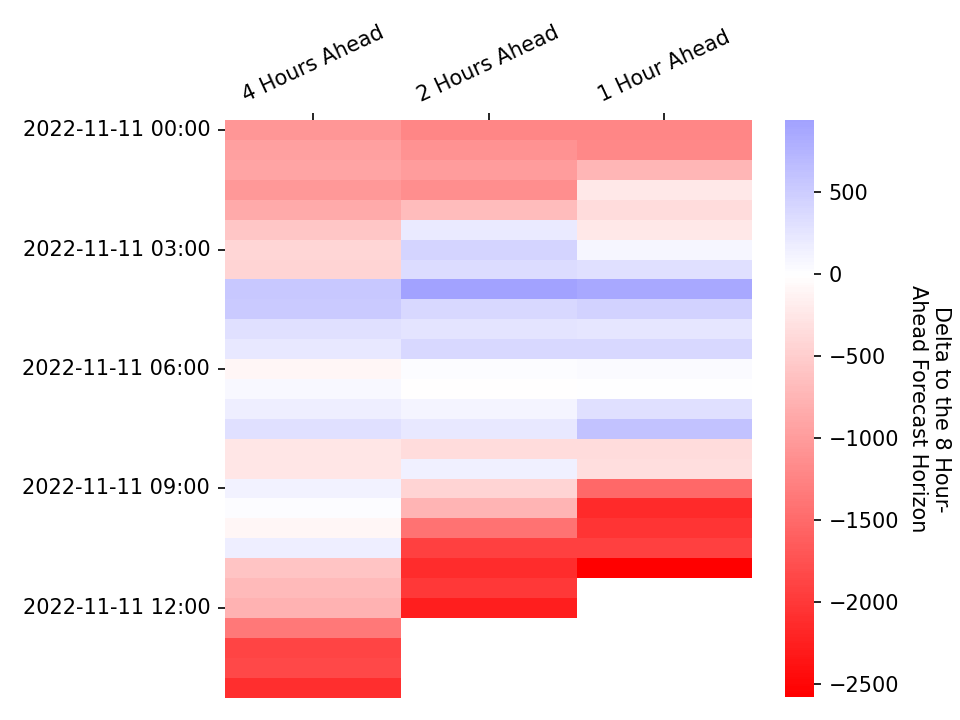 4 Hours Ahead
2 Hours Ahead
1 Hour Ahead
2022-11-11 00:00
2022-11-11 03:00
2022-11-11 06:00
2022-11-11 09:00
2022-11-11 12:00
500
0
−500
−1000
−1500
−2000
−2500
Delta to the 8 Hour-
Ahead Forecast Horizon